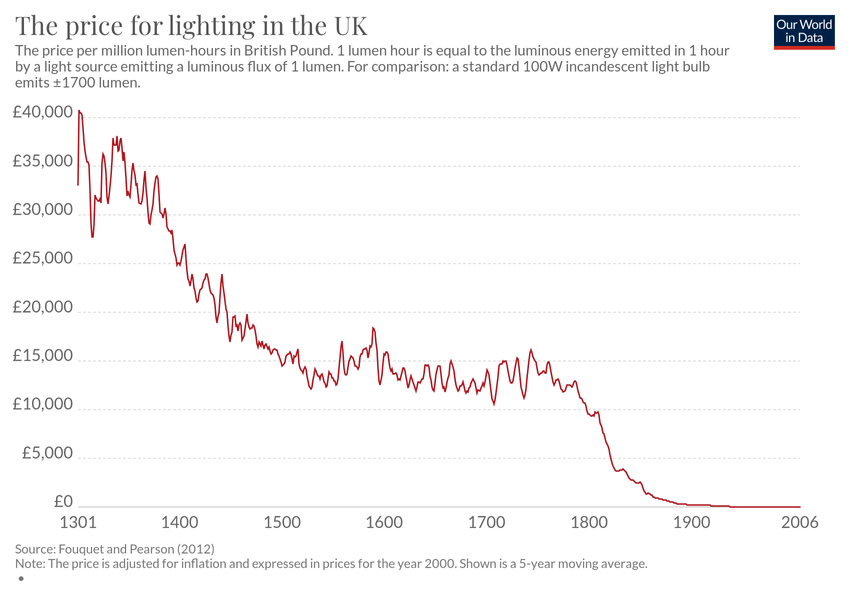 The price for lighting in the UK
Our World
in Data
The price per million lumen-hours in British Pound. 1 lumen hour is equal to the luminous energy emitted in 1 hour
by a light source emitting a luminous flux of 1 lumen. For comparison: a standard 100W incandescent light bulb
emits ±1700 lumen.
£40,000
£35,000
£30,000
£25,000
£20,000
£15,000
£10,000
£5,000
£0
1301 1400 1500 1600 1700 1800 1900 2006
Source: Fouquet and Pearson (2012)
Note: The price is adjusted for inflation and expressed in prices for the year 2000. Shown is a 5-year moving average.